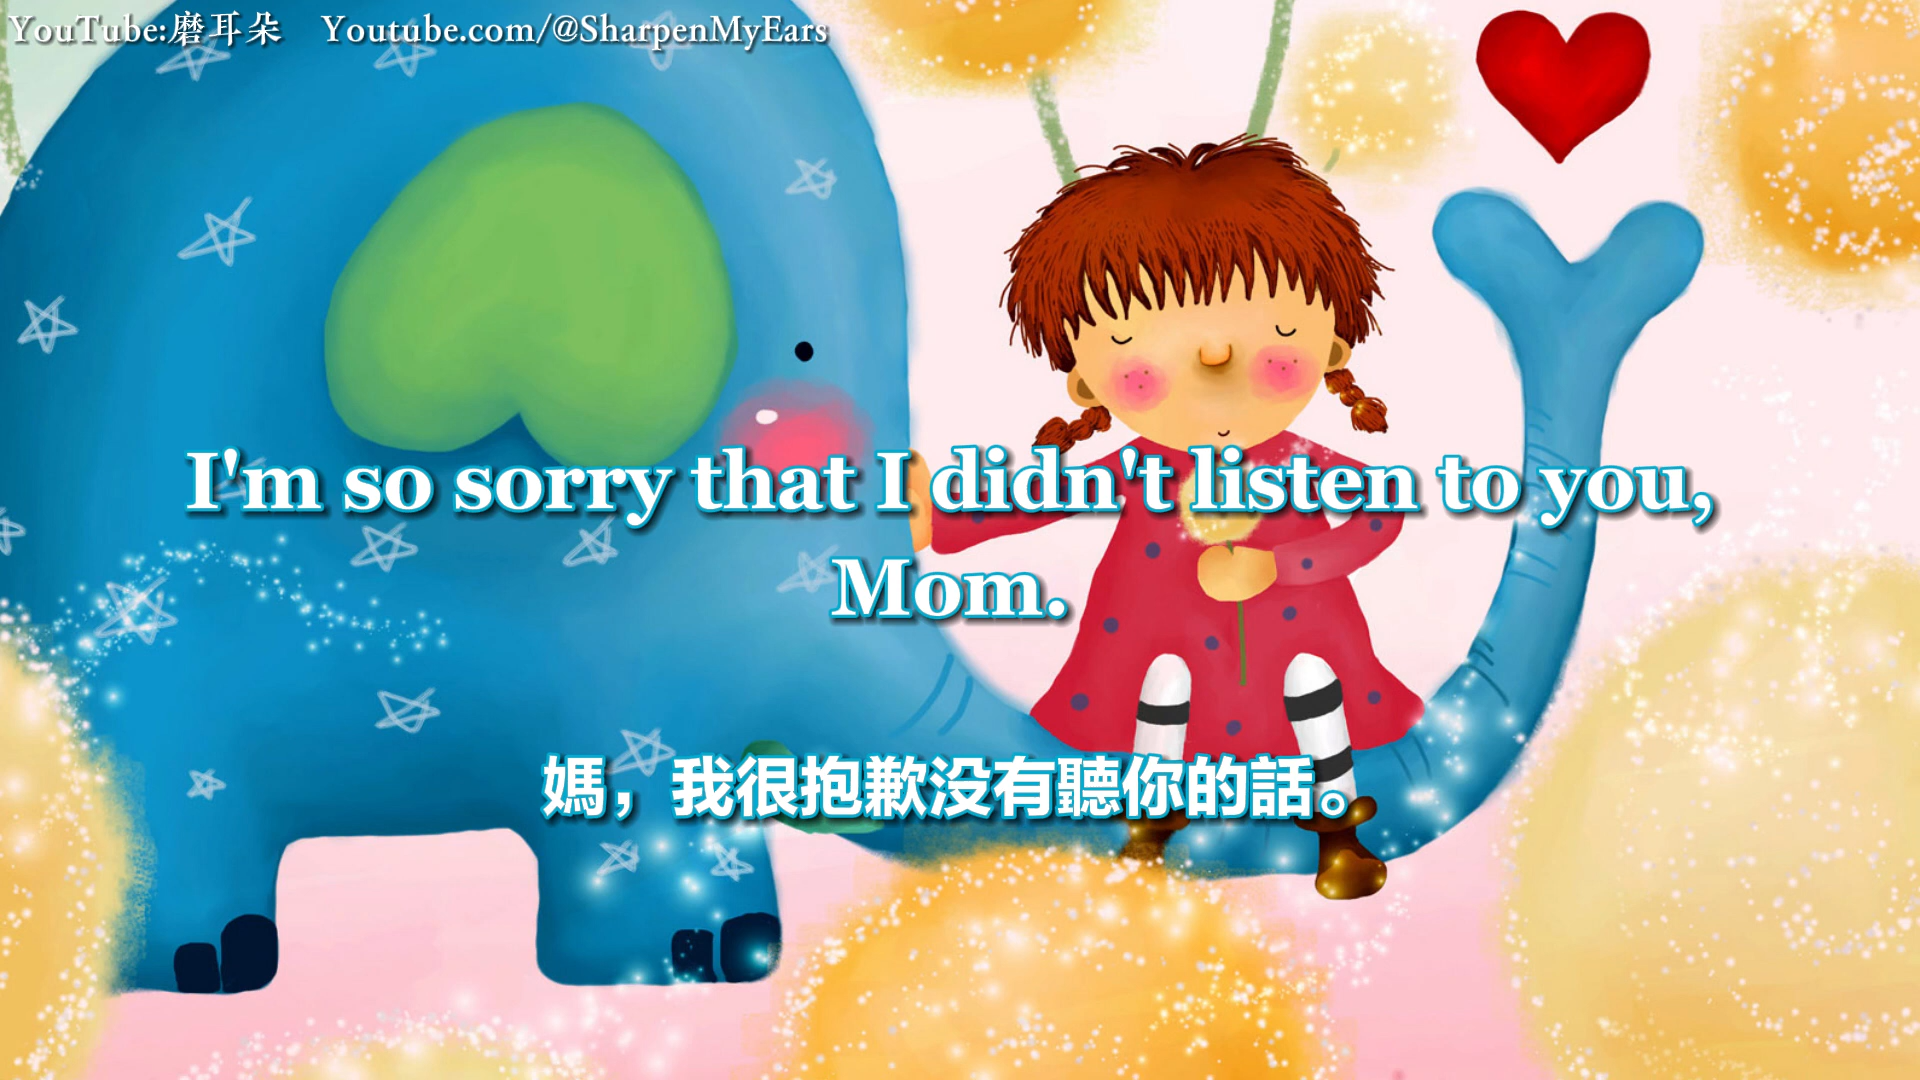 YouTube:磨耳朵 Youtube.com/@SharpenMyEars
I'm so sorry that I didn't listen to you,
Mom.
媽，我很抱歉没有聽你的話。